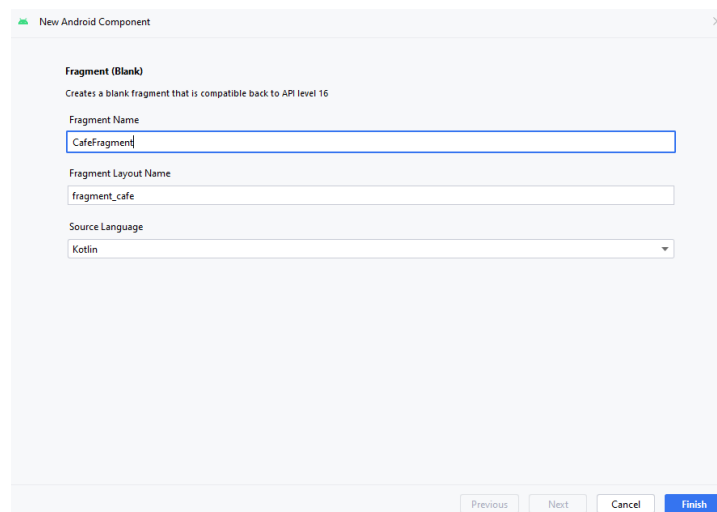 New Android Component
Fragment (Blank)
Creates a blank fragment that is compatible back to API level 16
Fragment Name
CafeFragment
Fragment Layout Name
fragment_cafe
Source Language
Kotlin
Previous Next Cancel Finish